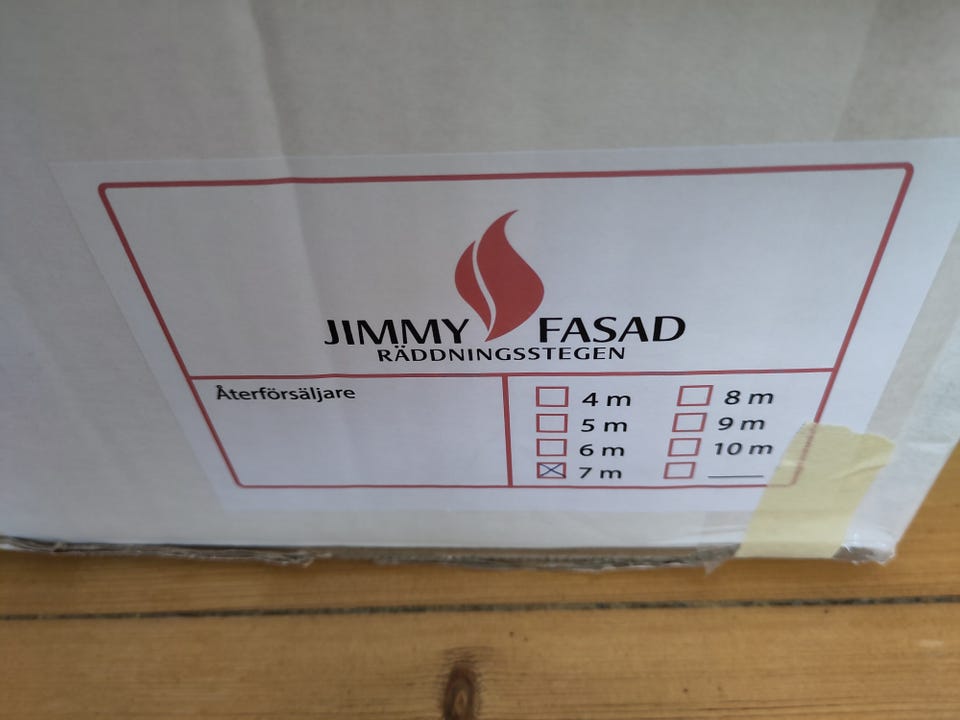 JIMMY FASAD
RÄDDNINGSSTEGEN
Återförsäljare
4 m
8 m
5 m
9 m
6 m
10 m
7 m